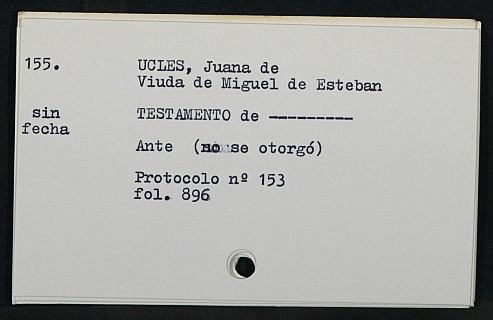 155.
UCLES, Juana de
Viuda de Miguel de Esteban
sin
fecha
TESTAMENTO de ---------
Ante (no se otorgó)
Protocolo nº 153
fol. 896